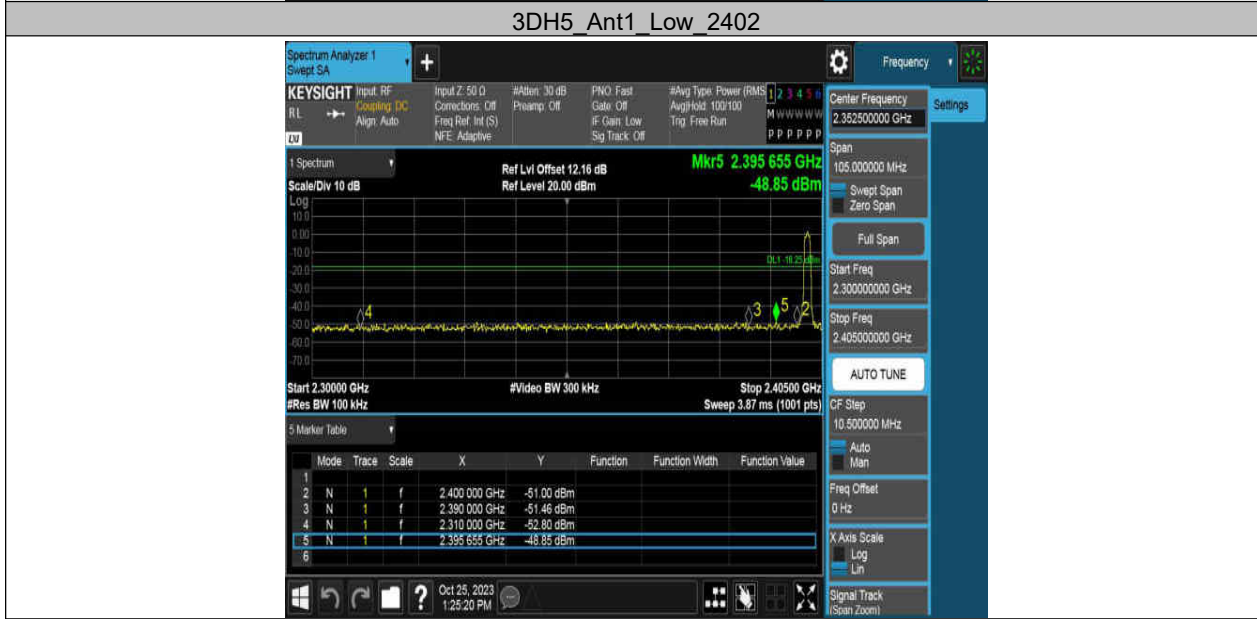 3DH5_Ant1_Low_2402
Spectrum Analyzer 1
Swept SA
+
Frequency
KEYSIGHT
RL
LXI
Input: RF
Coupling: DC
Align: Auto
Input Z: 50 Ω
Corrections: Off
Freq Ref: Int (S)
NFE: Adaptive
#Atten: 30 dB
Preamp: Off
PNO: Fast
Gate: Off
IF Gain: Low
Sig Track: Off
#Avg Type: Power (RMS
Avg|Hold: 100/100
Trig: Free Run
1 2 3 4 5 6
M W W W W W
P P P P P P
Center Frequency
2.352500000 GHz
Settings
Span
105.000000 MHz
Swept Span
Zero Span
Full Span
Start Freq
2.300000000 GHz
Stop Freq
2.405000000 GHz
AUTO TUNE
CF Step
10.500000 MHz
Auto
Man
Freq Offset
0 Hz
X Axis Scale
Log
Lin
Signal Track
(Span Zoom)
1 Spectrum
Scale/Div 10 dB
Ref Lvl Offset 12.16 dB
Ref Level 20.00 dBm
Mkr5 2.395 655 GHz
-48.85 dBm
Log
10.0
0.00
-10.0
-20.0
-30.0
-40.0
-50.0
-60.0
-70.0
DL1 -18.25 dBm
4
3
5
2
Start 2.30000 GHz
#Res BW 100 kHz
#Video BW 300 kHz
Stop 2.40500 GHz
Sweep 3.87 ms (1001 pts)
5 Marker Table
Mode Trace Scale X Y Function Function Width Function Value
1
2 N 1 f 2.400 000 GHz -51.00 dBm
3 N 1 f 2.390 000 GHz -51.46 dBm
4 N 1 f 2.310 000 GHz -52.80 dBm
5 N 1 f 2.395 655 GHz -48.85 dBm
6
?
Oct 25, 2023
1:25:20 PM